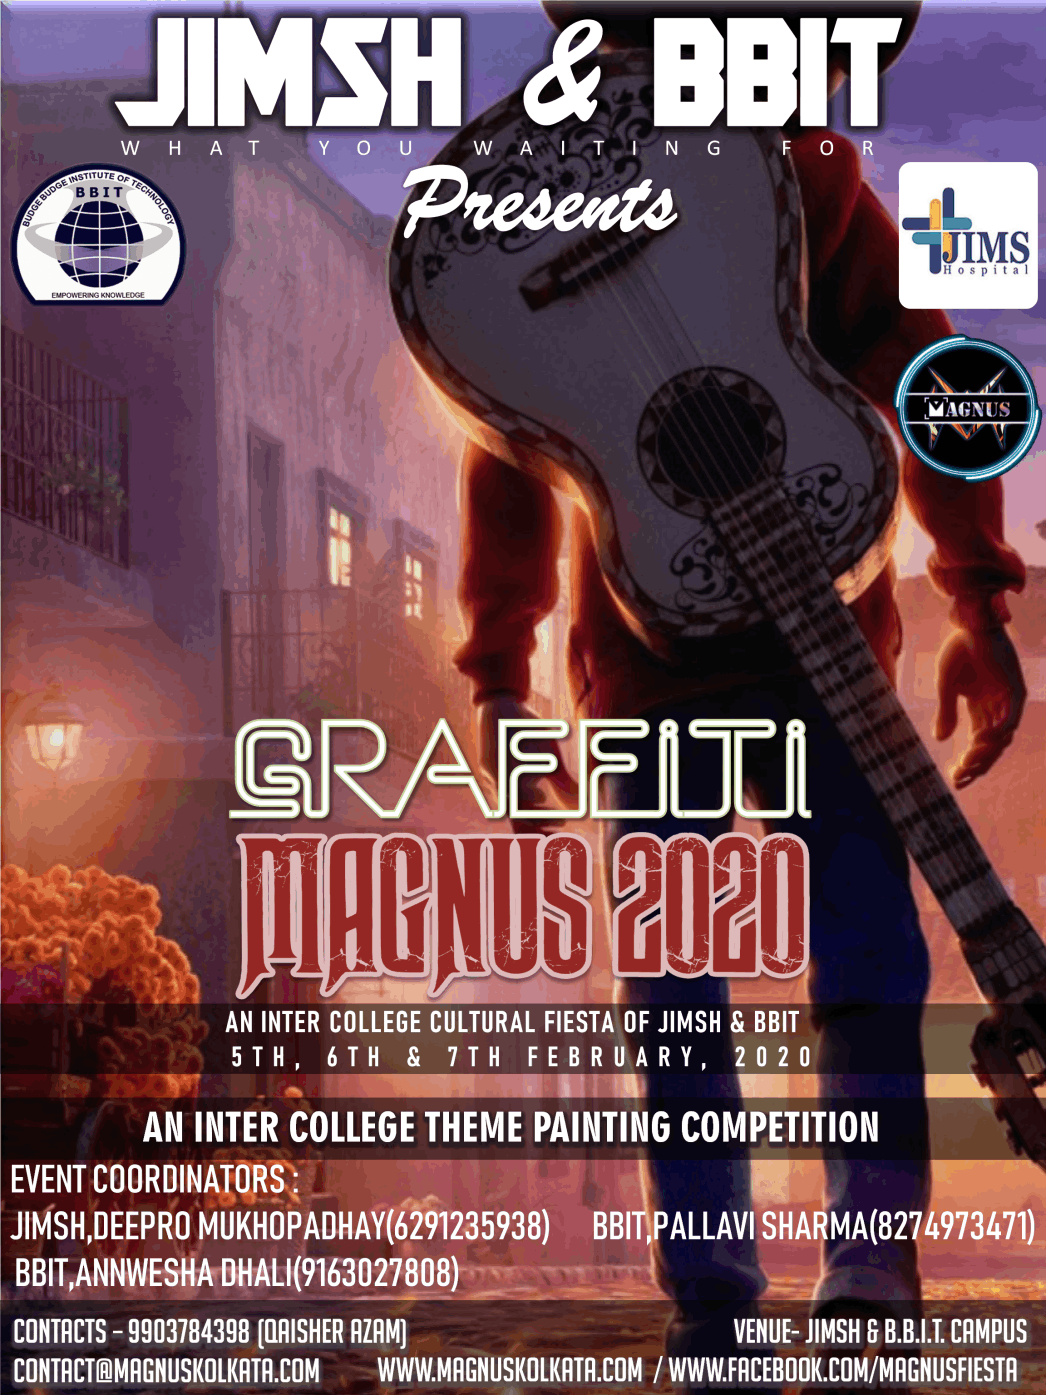 JIMSH & BBIT
WHAT YOU WAITING FOR
Presents
BUDGE BUDGE INSTITUTE OF TECHNOLOGY
BBIT
EMPOWERING KNOWLEDGE
JIMS
Hospital
MAGNUS
GRAFFiTi
MAGNUS 2020
AN INTER COLLEGE CULTURAL FIESTA OF JIMSH & BBIT
5TH, 6TH & 7TH FEBRUARY, 2020
AN INTER COLLEGE THEME PAINTING COMPETITION
EVENT COORDINATORS :
JIMSH,DEEPRO MUKHOPADHAY(6291235938) BBIT,PALLAVI SHARMA(8274973471)
BBIT,ANNWESHA DHALI(9163027808)
CONTACTS - 9903784398 (QAISHER AZAM) VENUE- JIMSH & B.B.I.T. CAMPUS
CONTACT@MAGNUSKOLKATA.COM WWW.MAGNUSKOLKATA.COM / WWW.FACEBOOK.COM/MAGNUSFIESTA